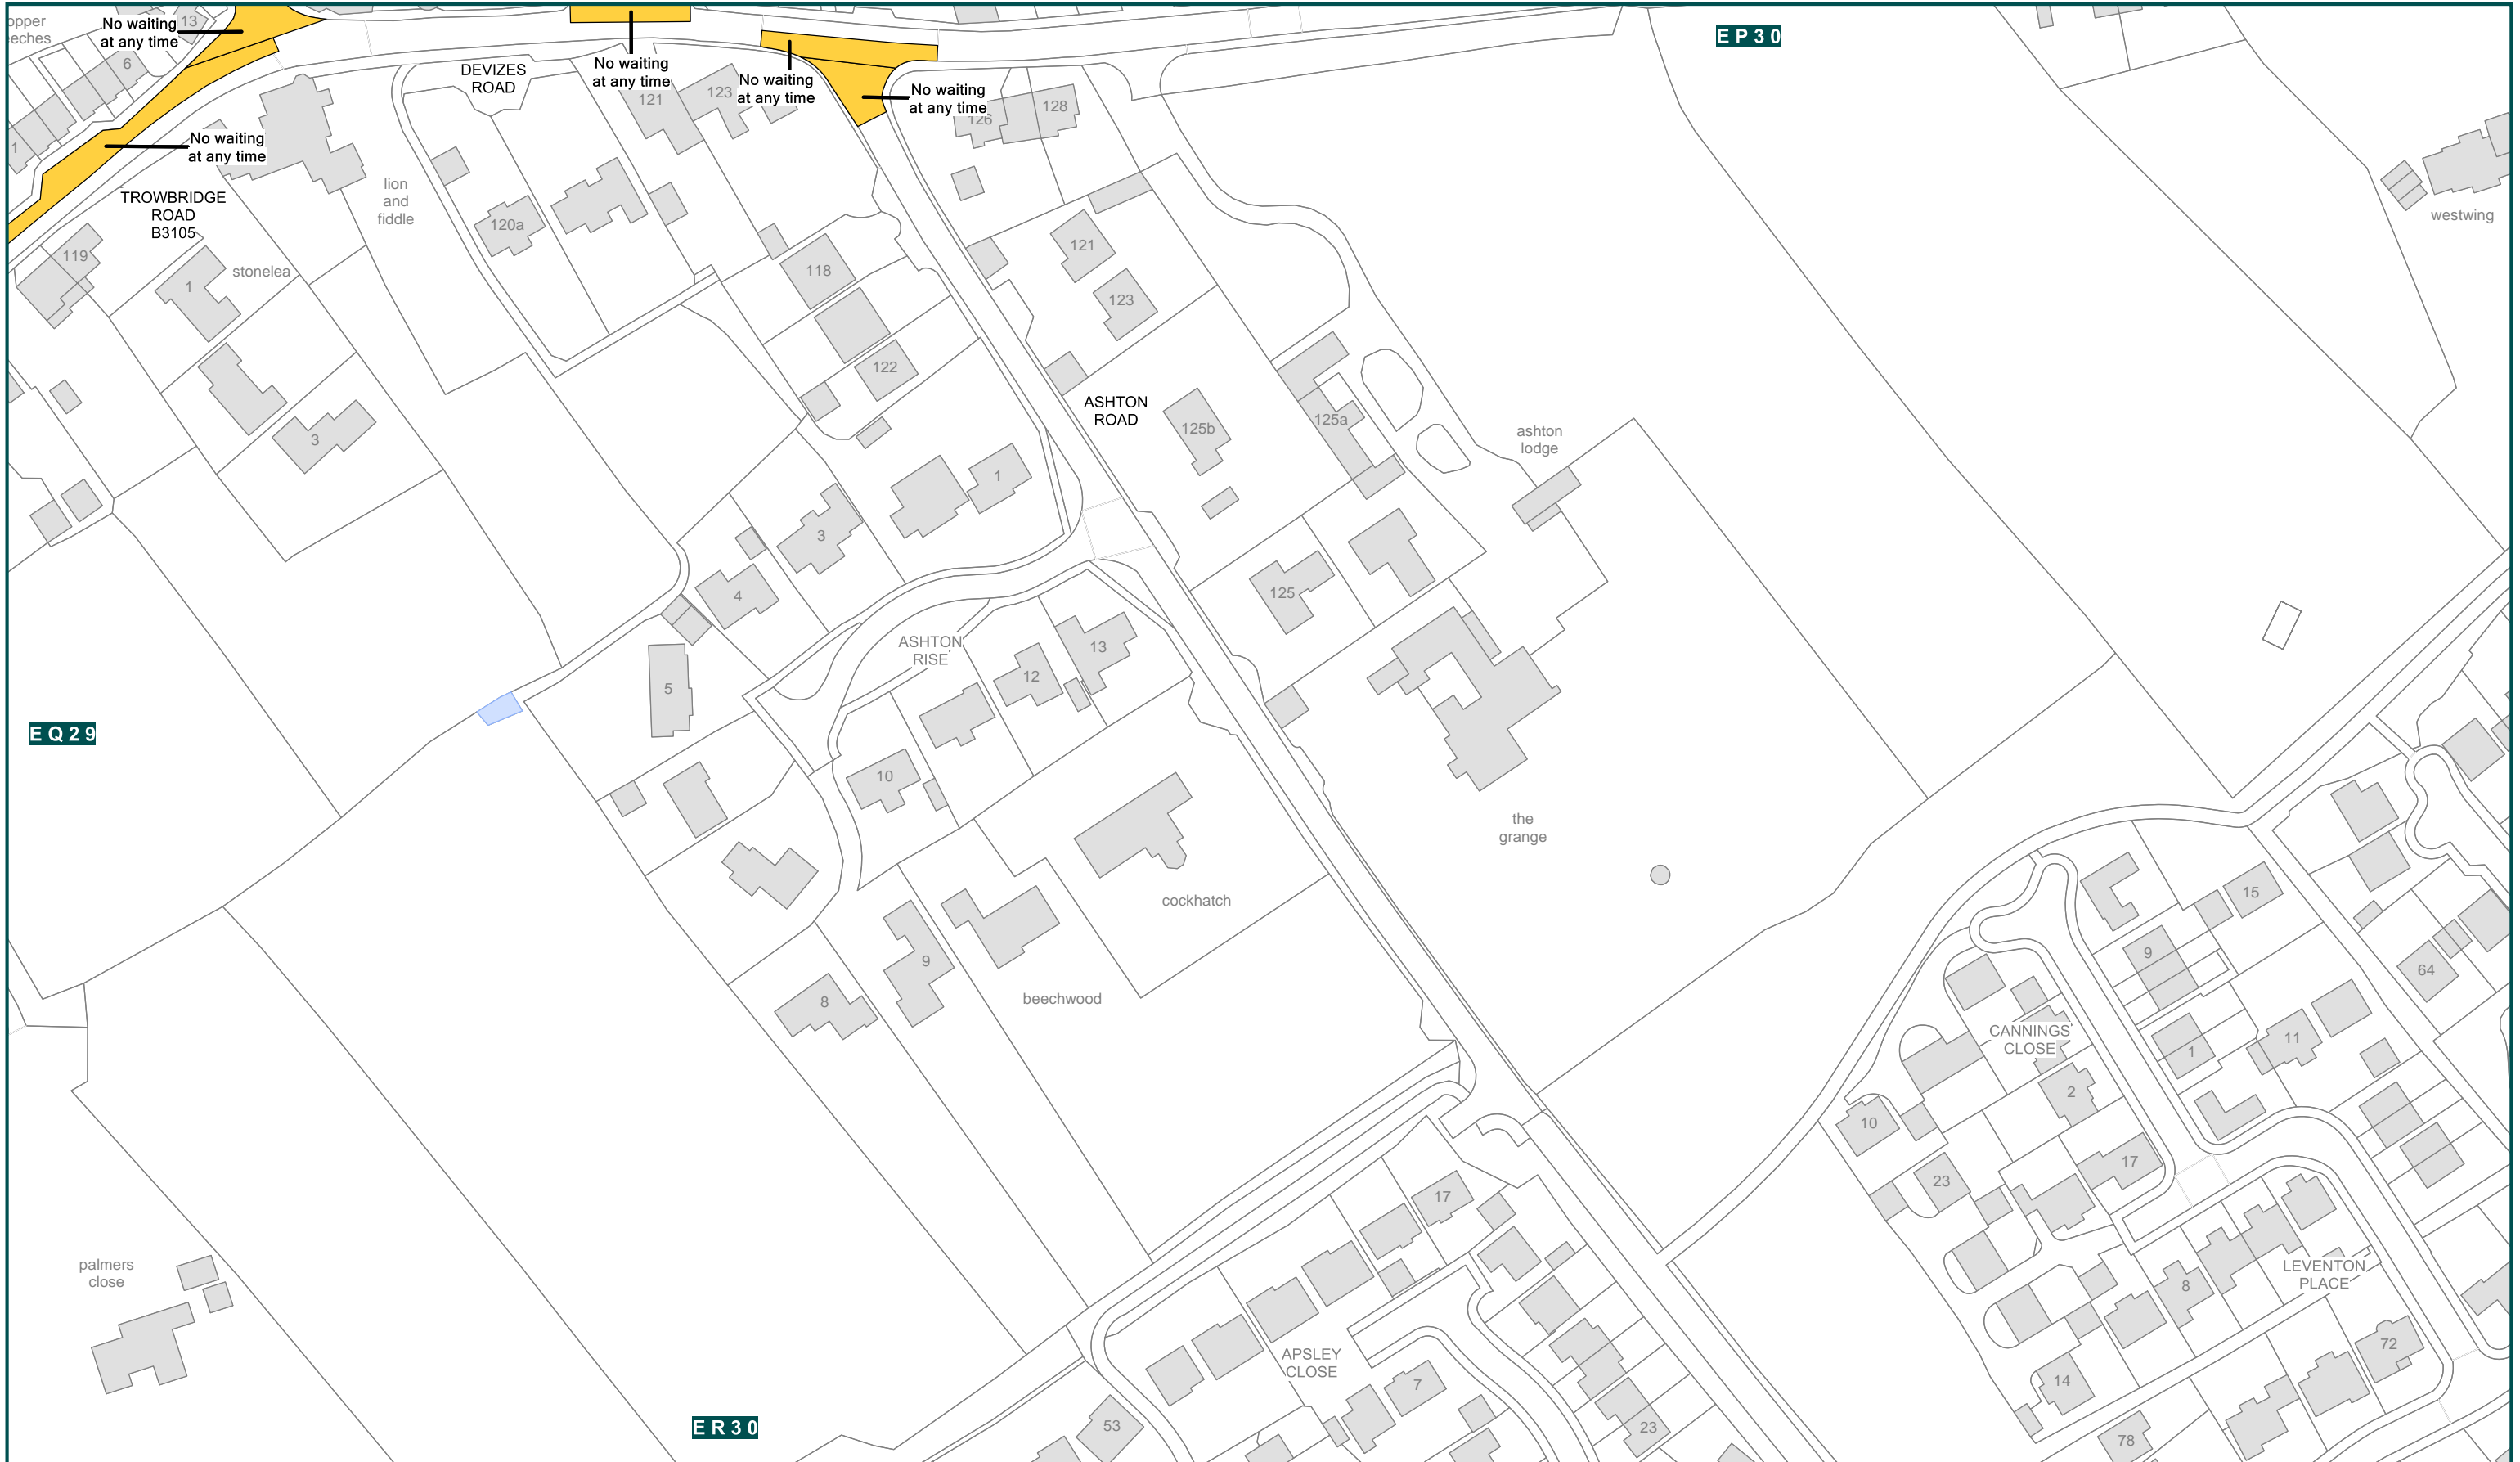 opper
eeches
13
No waiting
at any time
6
1
No waiting
at any time
TROWBRIDGE
ROAD
B3105
lion
and
fiddle
DEVIZES
ROAD
No waiting
at any time
121
123
No waiting
at any time
No waiting
at any time
126
128
E P 3 0
westwing
119
1
stonelea
3
120a
118
122
121
123
ASHTON
ROAD
125b
125a
ashton
lodge
1
3
4
5
125
ASHTON
RISE
12
13
10
E Q 2 9
the
grange
cockhatch
beechwood
9
8
15
9
64
CANNINGS
CLOSE
1
11
2
10
17
23
17
LEVENTON
PLACE
8
72
14
78
palmers
close
APSLEY
CLOSE
7
53
23
E R 3 0